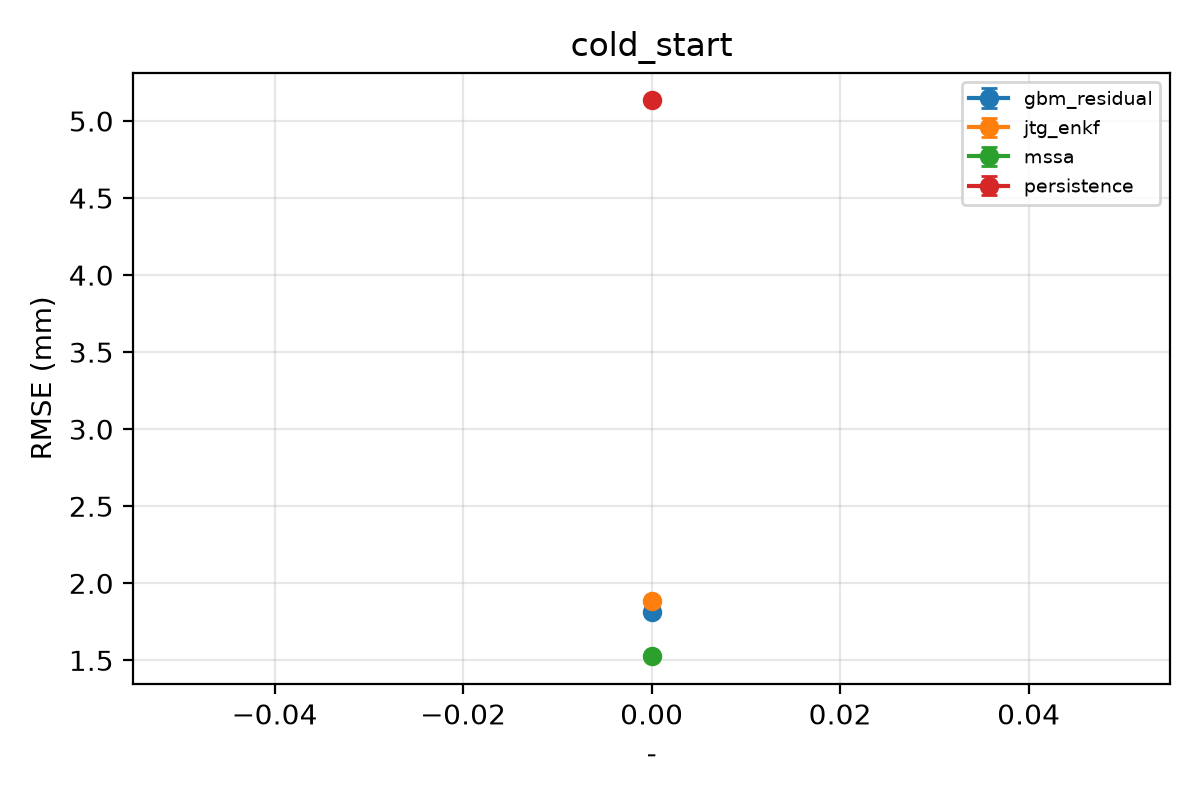 cold_start
gbm_residual
jtg_enkf
mssa
persistence
RMSE (mm)
5.0
4.5
4.0
3.5
3.0
2.5
2.0
1.5
−0.04 −0.02 0.00 0.02 0.04
-